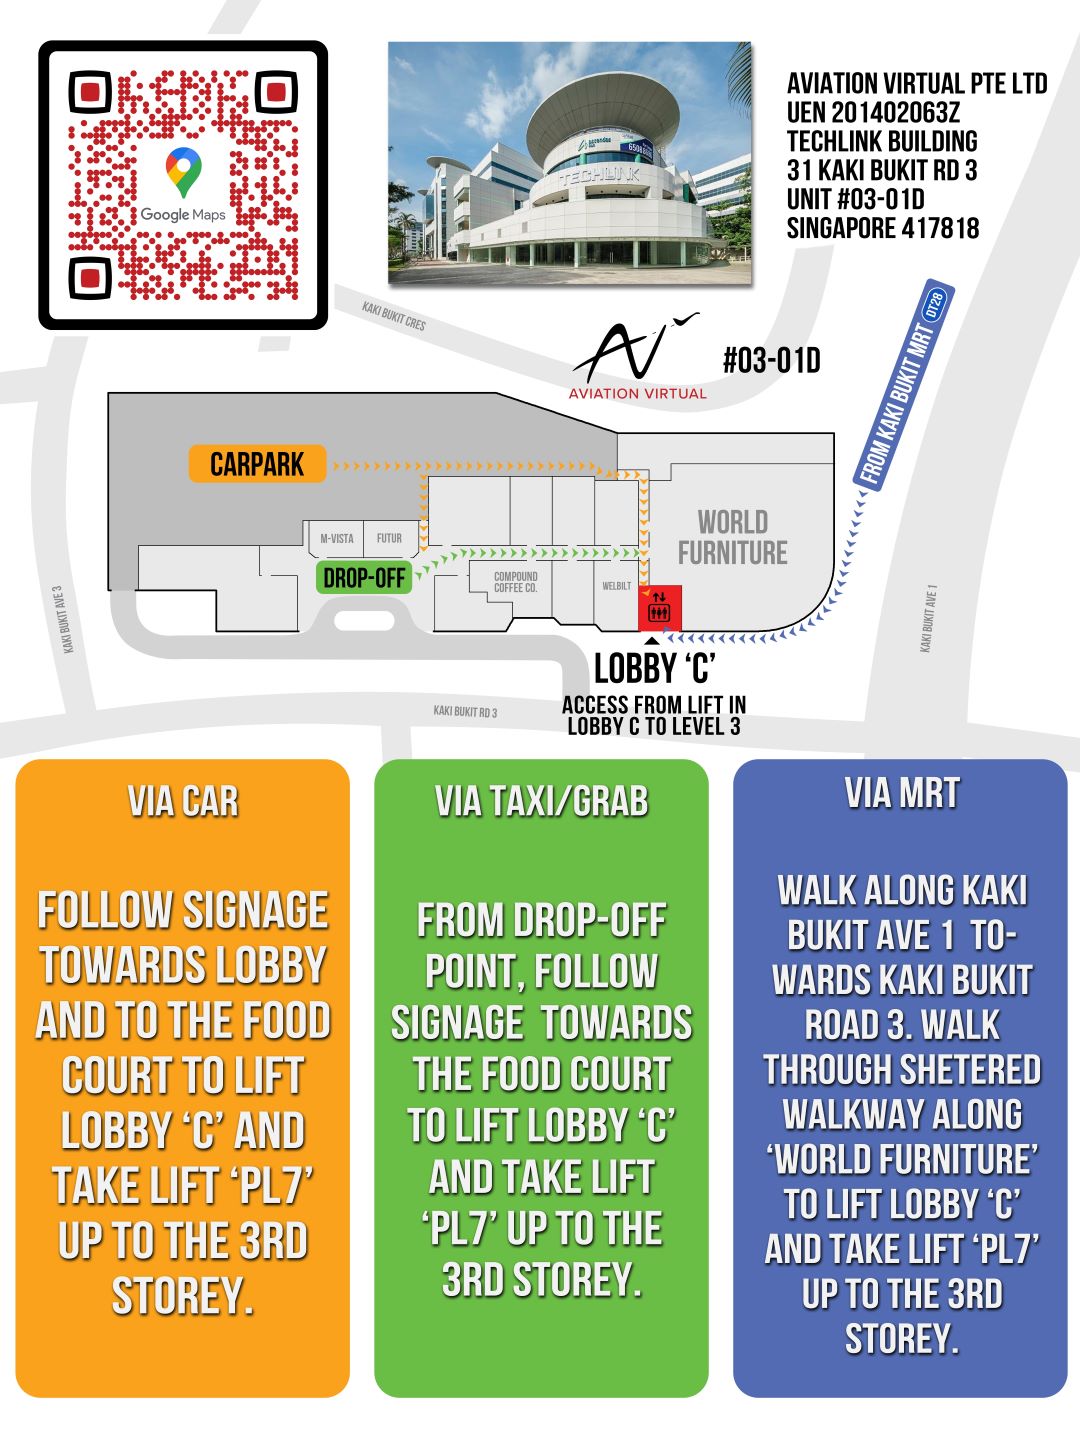 Google Maps
TECHLINK
AVIATION VIRTUAL PTE LTD
UEN 201402063Z
TECHLINK BUILDING
31 KAKI BUKIT RD 3
UNIT #03-01D
SINGAPORE 417818
KAKI BUKIT CRES
AVIATION VIRTUAL
#03-01D
FROM KAKI BUKIT MRT DT28
CARPARK
M-VISTA
FUTUR
DROP-OFF
COMPOUND
COFFEE CO.
WELBILT
WORLD
FURNITURE
KAKI BUKIT AVE 3
KAKI BUKIT AVE 1
LOBBY ‘C’
ACCESS FROM LIFT IN
LOBBY C TO LEVEL 3
KAKI BUKIT RD 3
VIA CAR
FOLLOW SIGNAGE
TOWARDS LOBBY
AND TO THE FOOD
COURT TO LIFT
LOBBY ‘C’ AND
TAKE LIFT ‘PL7’
UP TO THE 3RD
STOREY.
VIA TAXI/GRAB
FROM DROP-OFF
POINT, FOLLOW
SIGNAGE TOWARDS
THE FOOD COURT
TO LIFT LOBBY ‘C’
AND TAKE LIFT
‘PL7’ UP TO THE
3RD STOREY.
VIA MRT
WALK ALONG KAKI
BUKIT AVE 1 TO-
WARDS KAKI BUKIT
ROAD 3. WALK
THROUGH SHETERED
WALKWAY ALONG
‘WORLD FURNITURE’
TO LIFT LOBBY ‘C’
AND TAKE LIFT ‘PL7’
UP TO THE 3RD
STOREY.